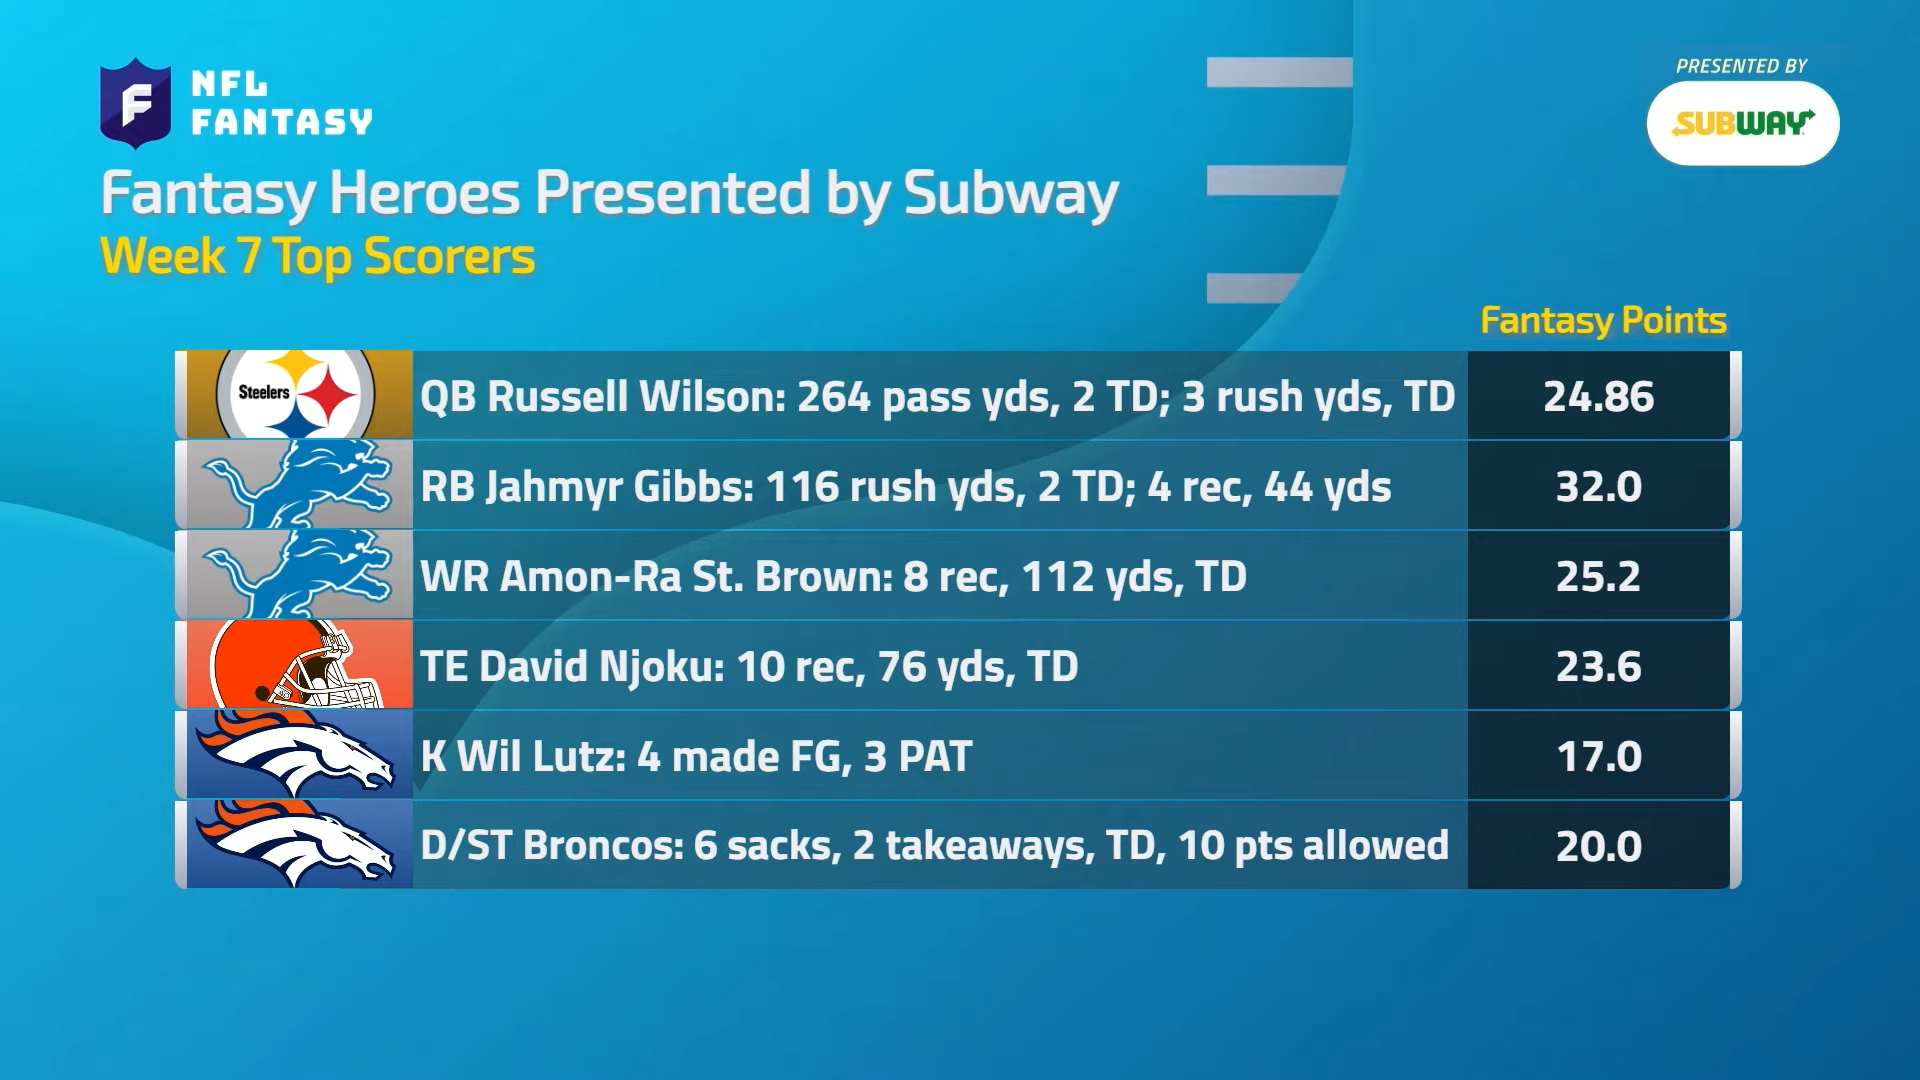 NFL
FANTASY
PRESENTED BY
SUBWAY
Fantasy Heroes Presented by Subway
Week 7 Top Scorers
Fantasy Points
Steelers QB Russell Wilson: 264 pass yds, 2 TD; 3 rush yds, TD 24.86
RB Jahmyr Gibbs: 116 rush yds, 2 TD; 4 rec, 44 yds 32.0
WR Amon-Ra St. Brown: 8 rec, 112 yds, TD 25.2
TE David Njoku: 10 rec, 76 yds, TD 23.6
K Wil Lutz: 4 made FG, 3 PAT 17.0
D/ST Broncos: 6 sacks, 2 takeaways, TD, 10 pts allowed 20.0